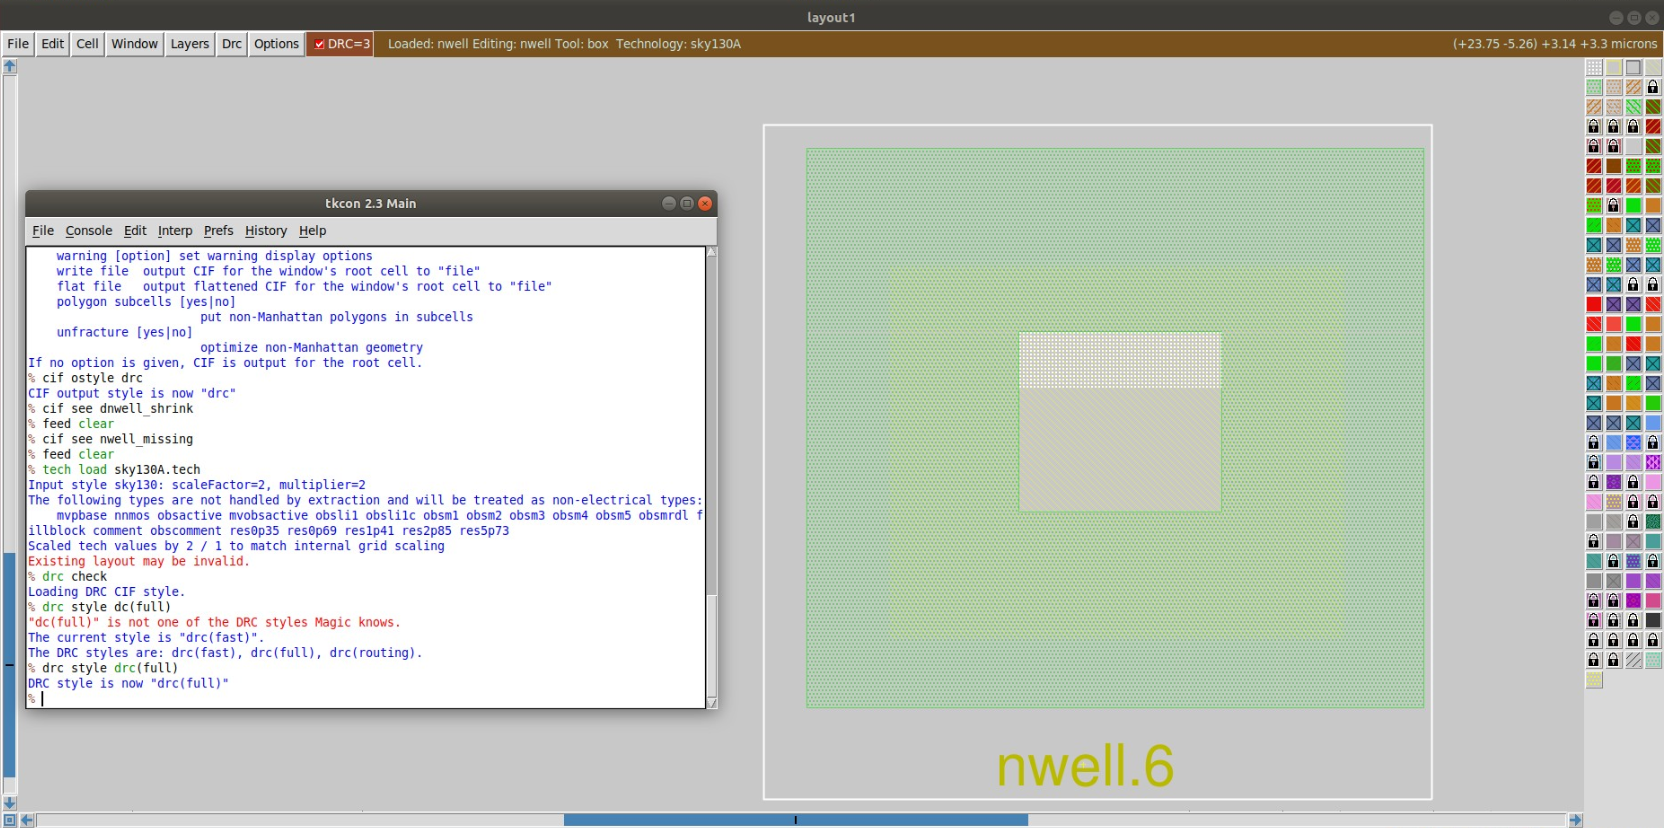 layout1
File Edit Cell Window Layers Drc Options DRC=3 Loaded: nwell Editing: nwell Tool: box Technology: sky130A (+23.75 -5.26) +3.14 +3.3 microns
tkcon 2.3 Main
File Console Edit Interp Prefs History Help
warning [option] set warning display options
write file output CIF for the window's root cell to "file"
flat file output flattened CIF for the window's root cell to "file"
polygon subcells [yes|no]
put non-Manhattan polygons in subcells
unfracture [yes|no]
optimize non-Manhattan geometry
If no option is given, CIF is output for the root cell.
% cif ostyle drc
CIF output style is now "drc"
% cif see dnwell_shrink
% feed clear
% cif see nwell_missing
% feed clear
% tech load sky130A.tech
Input style sky130: scaleFactor=2, multiplier=2
The following types are not handled by extraction and will be treated as non-electrical types:
mvpbase nnmos obsactive mvobsactive obsli1 obsli1c obsm1 obsm2 obsm3 obsm4 obsm5 obsmrdl f
illblock comment obscomment res0p35 res0p69 res1p41 res2p85 res5p73
Scaled tech values by 2 / 1 to match internal grid scaling
Existing layout may be invalid.
% drc check
Loading DRC CIF style.
% drc style dc(full)
"dc(full)" is not one of the DRC styles Magic knows.
The current style is "drc(fast)".
The DRC styles are: drc(fast), drc(full), drc(routing).
% drc style drc(full)
DRC style is now "drc(full)"
%
nwell.6